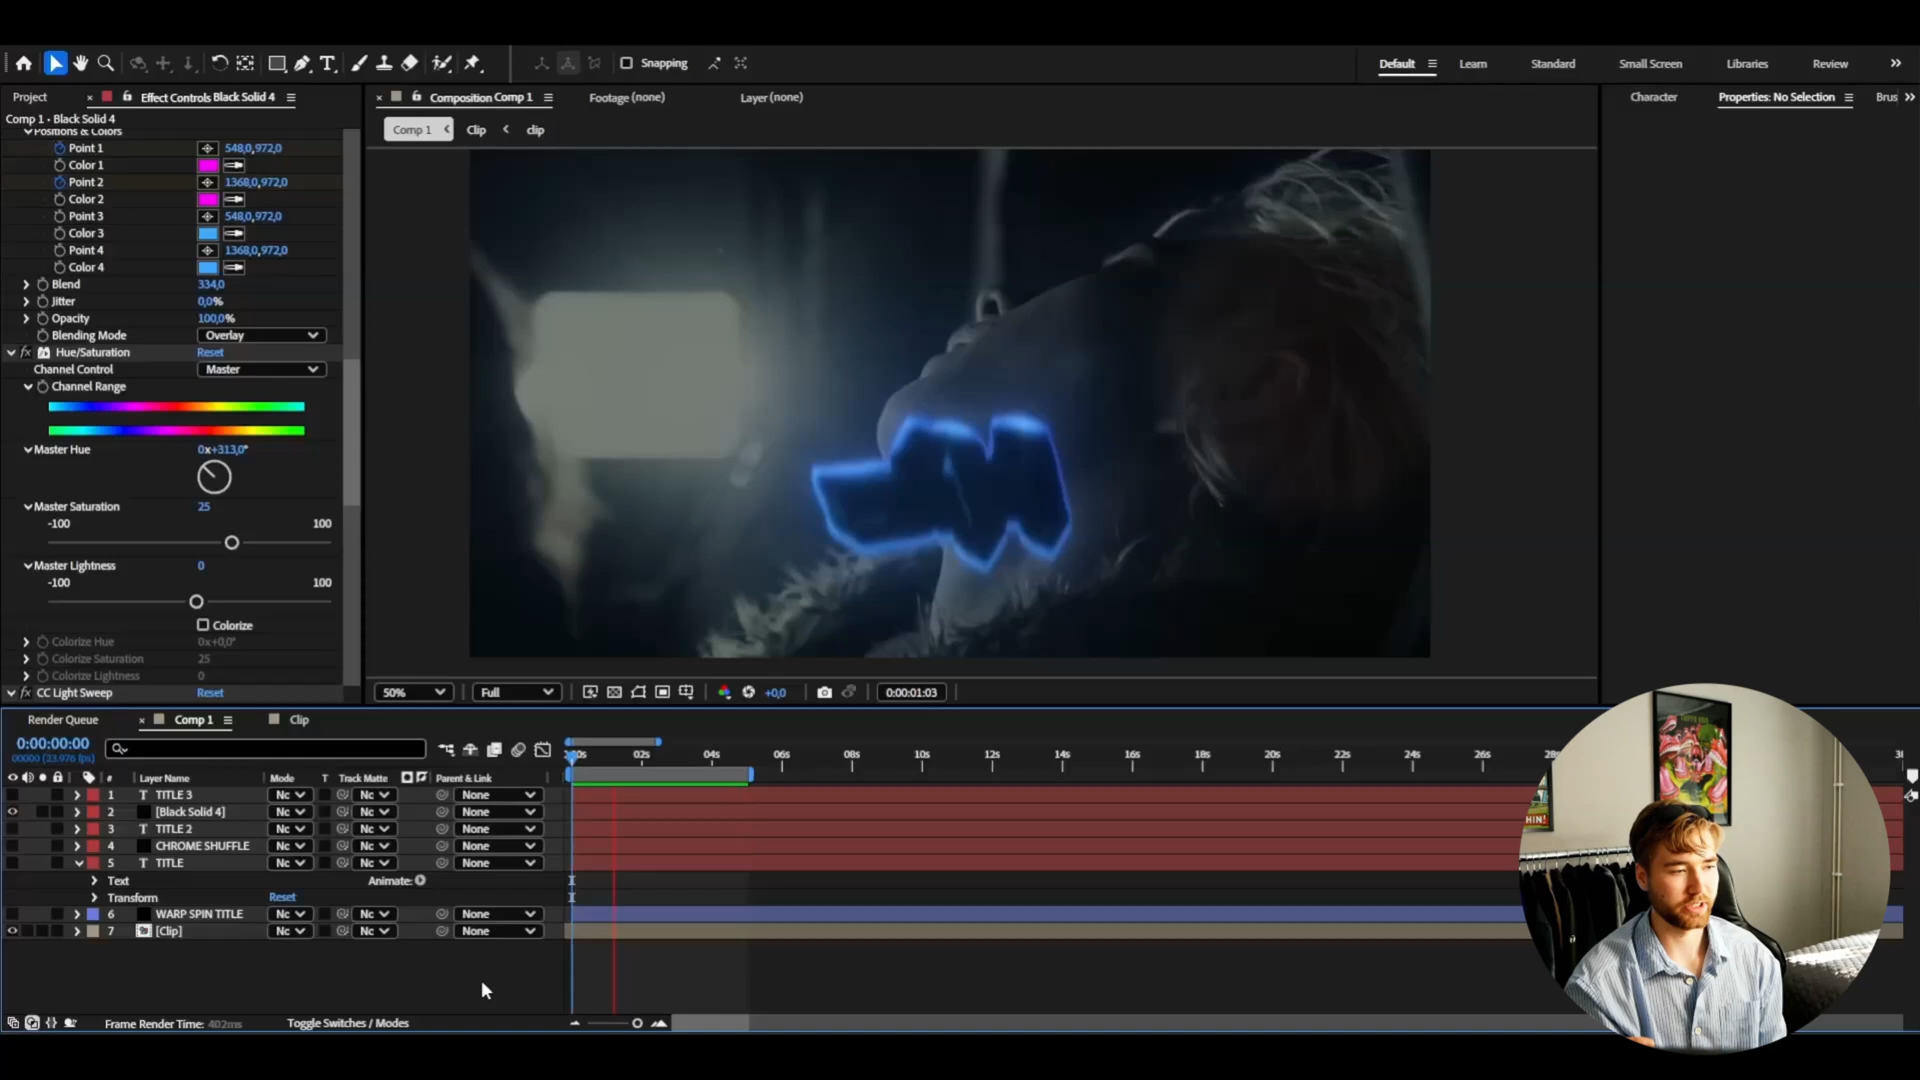 Snapping
Default
Learn
Standard
Small Screen
Libraries
Review
Project
Effect Controls Black Solid 4
Composition Comp 1
Footage (none)
Layer (none)
Character
Properties: No Selection
Brus
Comp 1 • Black Solid 4
Comp 1
Clip
clip
Positions & Colors
Point 1 548,0,972,0
Color 1
Point 2 1368,0,972,0
Color 2
Point 3 548,0,972,0
Color 3
Point 4 1368,0,972,0
Color 4
Blend 334,0
Jitter 0,0%
Opacity 100,0%
Blending Mode Overlay
fx Hue/Saturation Reset
Channel Control Master
Channel Range
Master Hue 0x+313,0°
Master Saturation 25
-100 100
Master Lightness 0
-100 100
Colorize
Colorize Hue 0x+0,0°
Colorize Saturation 25
Colorize Lightness 0
fx CC Light Sweep Reset
50% Full +0,0 0:00:01:03
Render Queue Comp 1 Clip
0:00:00:00
00000 (23.976 fps)
02s 04s 06s 08s 10s 12s 14s 16s 18s 20s 22s 24s 26s 28s
# Layer Name Mode T Track Matte Parent & Link
1 T TITLE 3 Nc Nc None
2 [Black Solid 4] Nc Nc None
3 T TITLE 2 Nc Nc None
4 CHROME SHUFFLE Nc Nc None
5 T TITLE Nc Nc None
Text Animate:
Transform Reset
6 WARP SPIN TITLE Nc Nc None
7 [Clip] Nc Nc None
Frame Render Time: 402ms
Toggle Switches / Modes